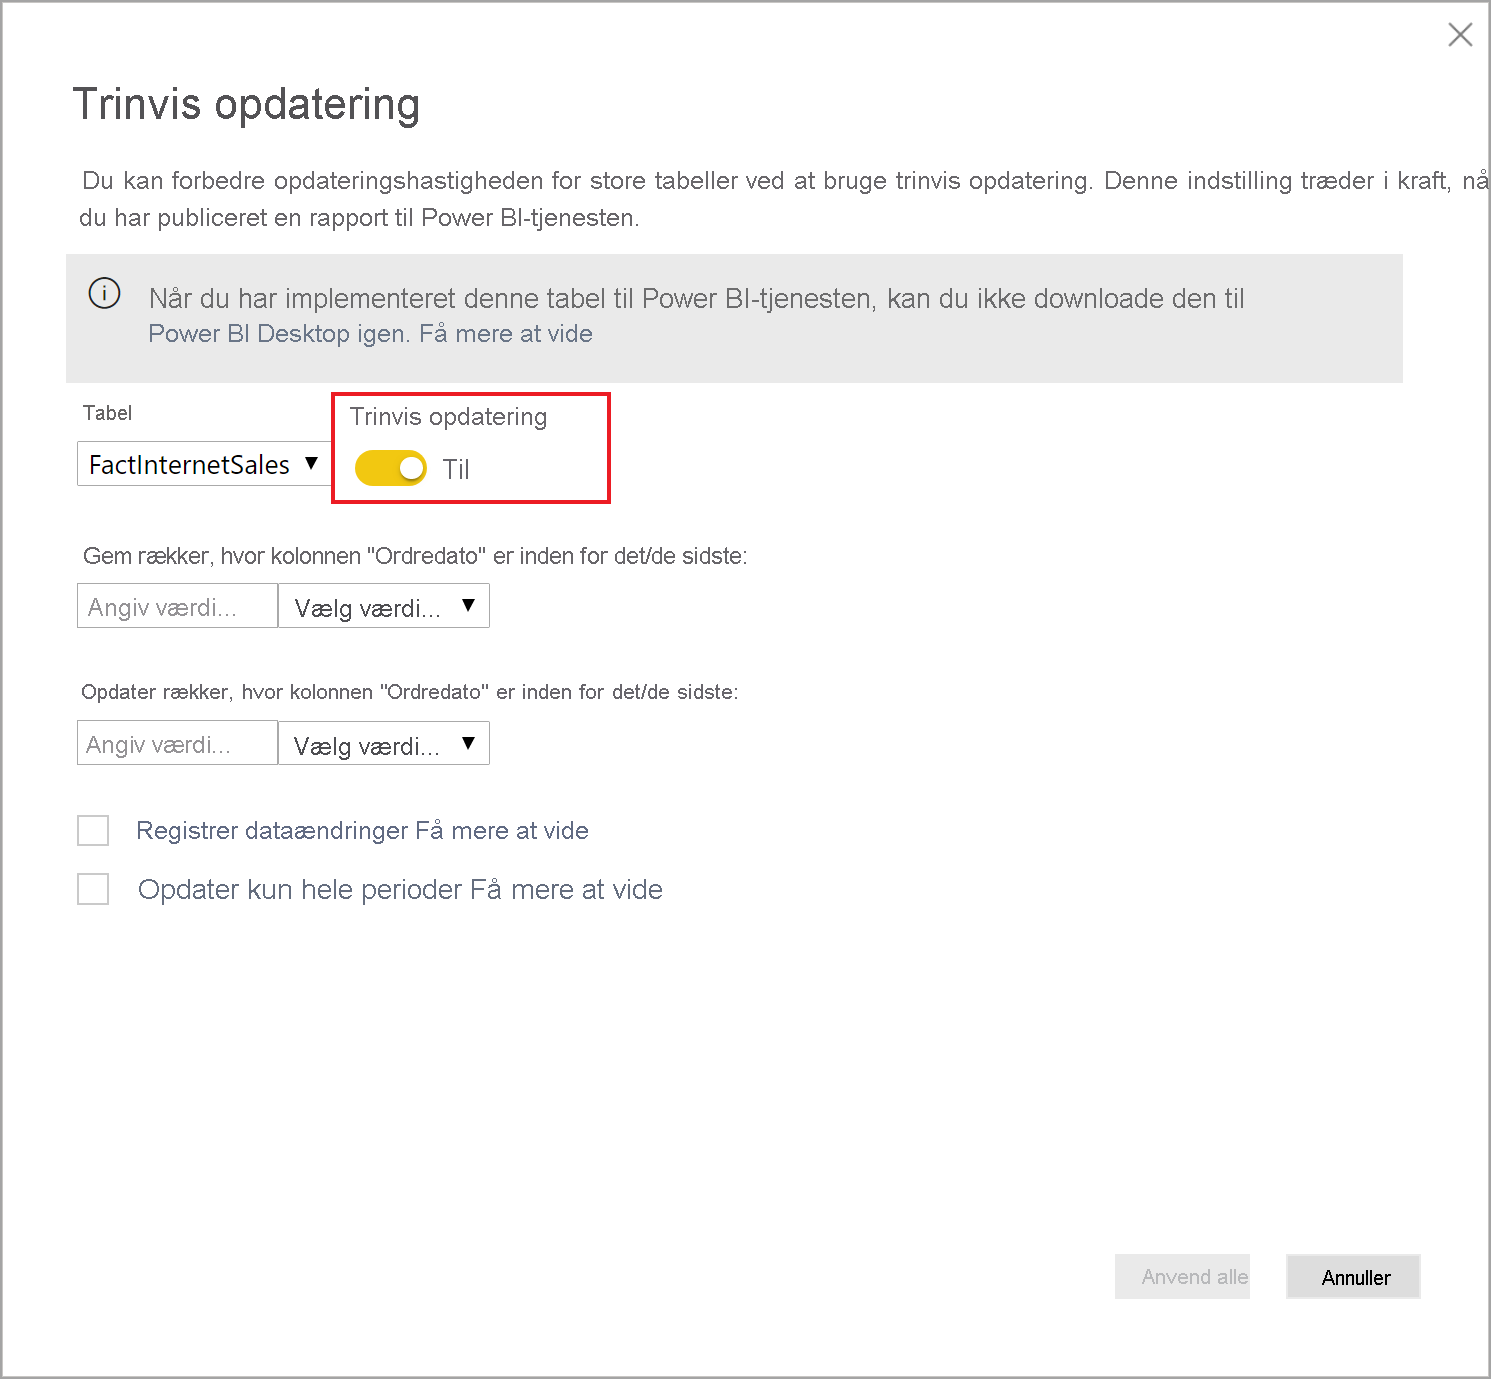 Trinvis opdatering
Du kan forbedre opdateringshastigheden for store tabeller ved at bruge trinvis opdatering. Denne indstilling træder i kraft, nå
du har publiceret en rapport til Power BI-tjenesten.
Når du har implementeret denne tabel til Power BI-tjenesten, kan du ikke downloade den til
Power BI Desktop igen. Få mere at vide
Tabel
Trinvis opdatering
FactInternetSales
Til
Gem rækker, hvor kolonnen "Ordredato" er inden for det/de sidste:
Angiv værdi... Vælg værdi...
Opdater rækker, hvor kolonnen "Ordredato" er inden for det/de sidste:
Angiv værdi... Vælg værdi...
Registrer dataændringer Få mere at vide
Opdater kun hele perioder Få mere at vide
Anvend alle
Annuller